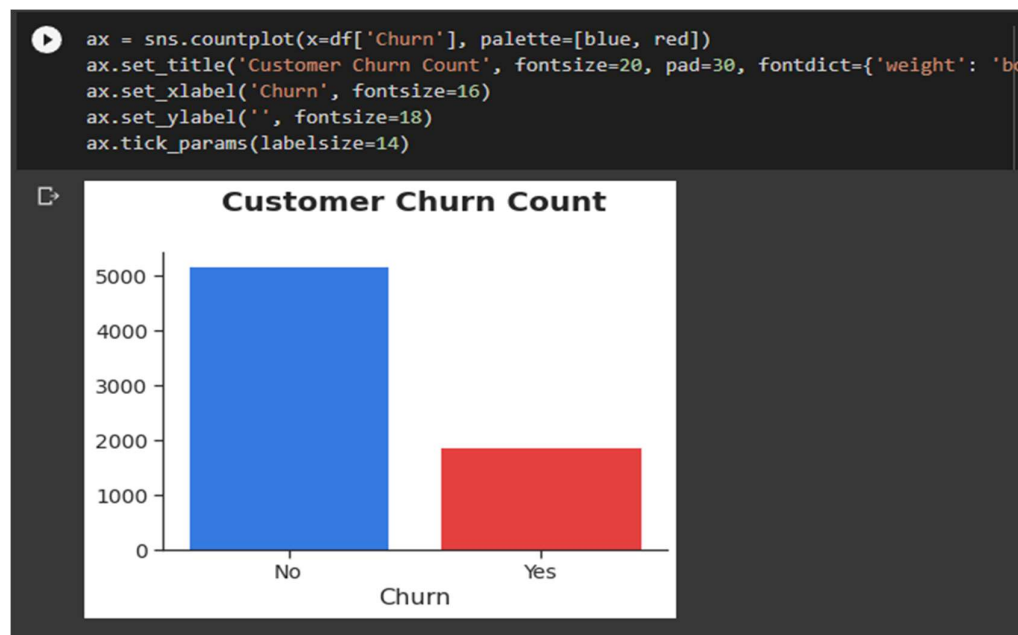 ax = sns.countplot(x=df['Churn'], palette=[blue, red])
ax.set_title('Customer Churn Count', fontsize=20, pad=30, fontdict={'weight': 'bo
ax.set_xlabel('Churn', fontsize=16)
ax.set_ylabel('', fontsize=18)
ax.tick_params(labelsize=14)
Customer Churn Count
5000
4000
3000
2000
1000
0
No Yes
Churn